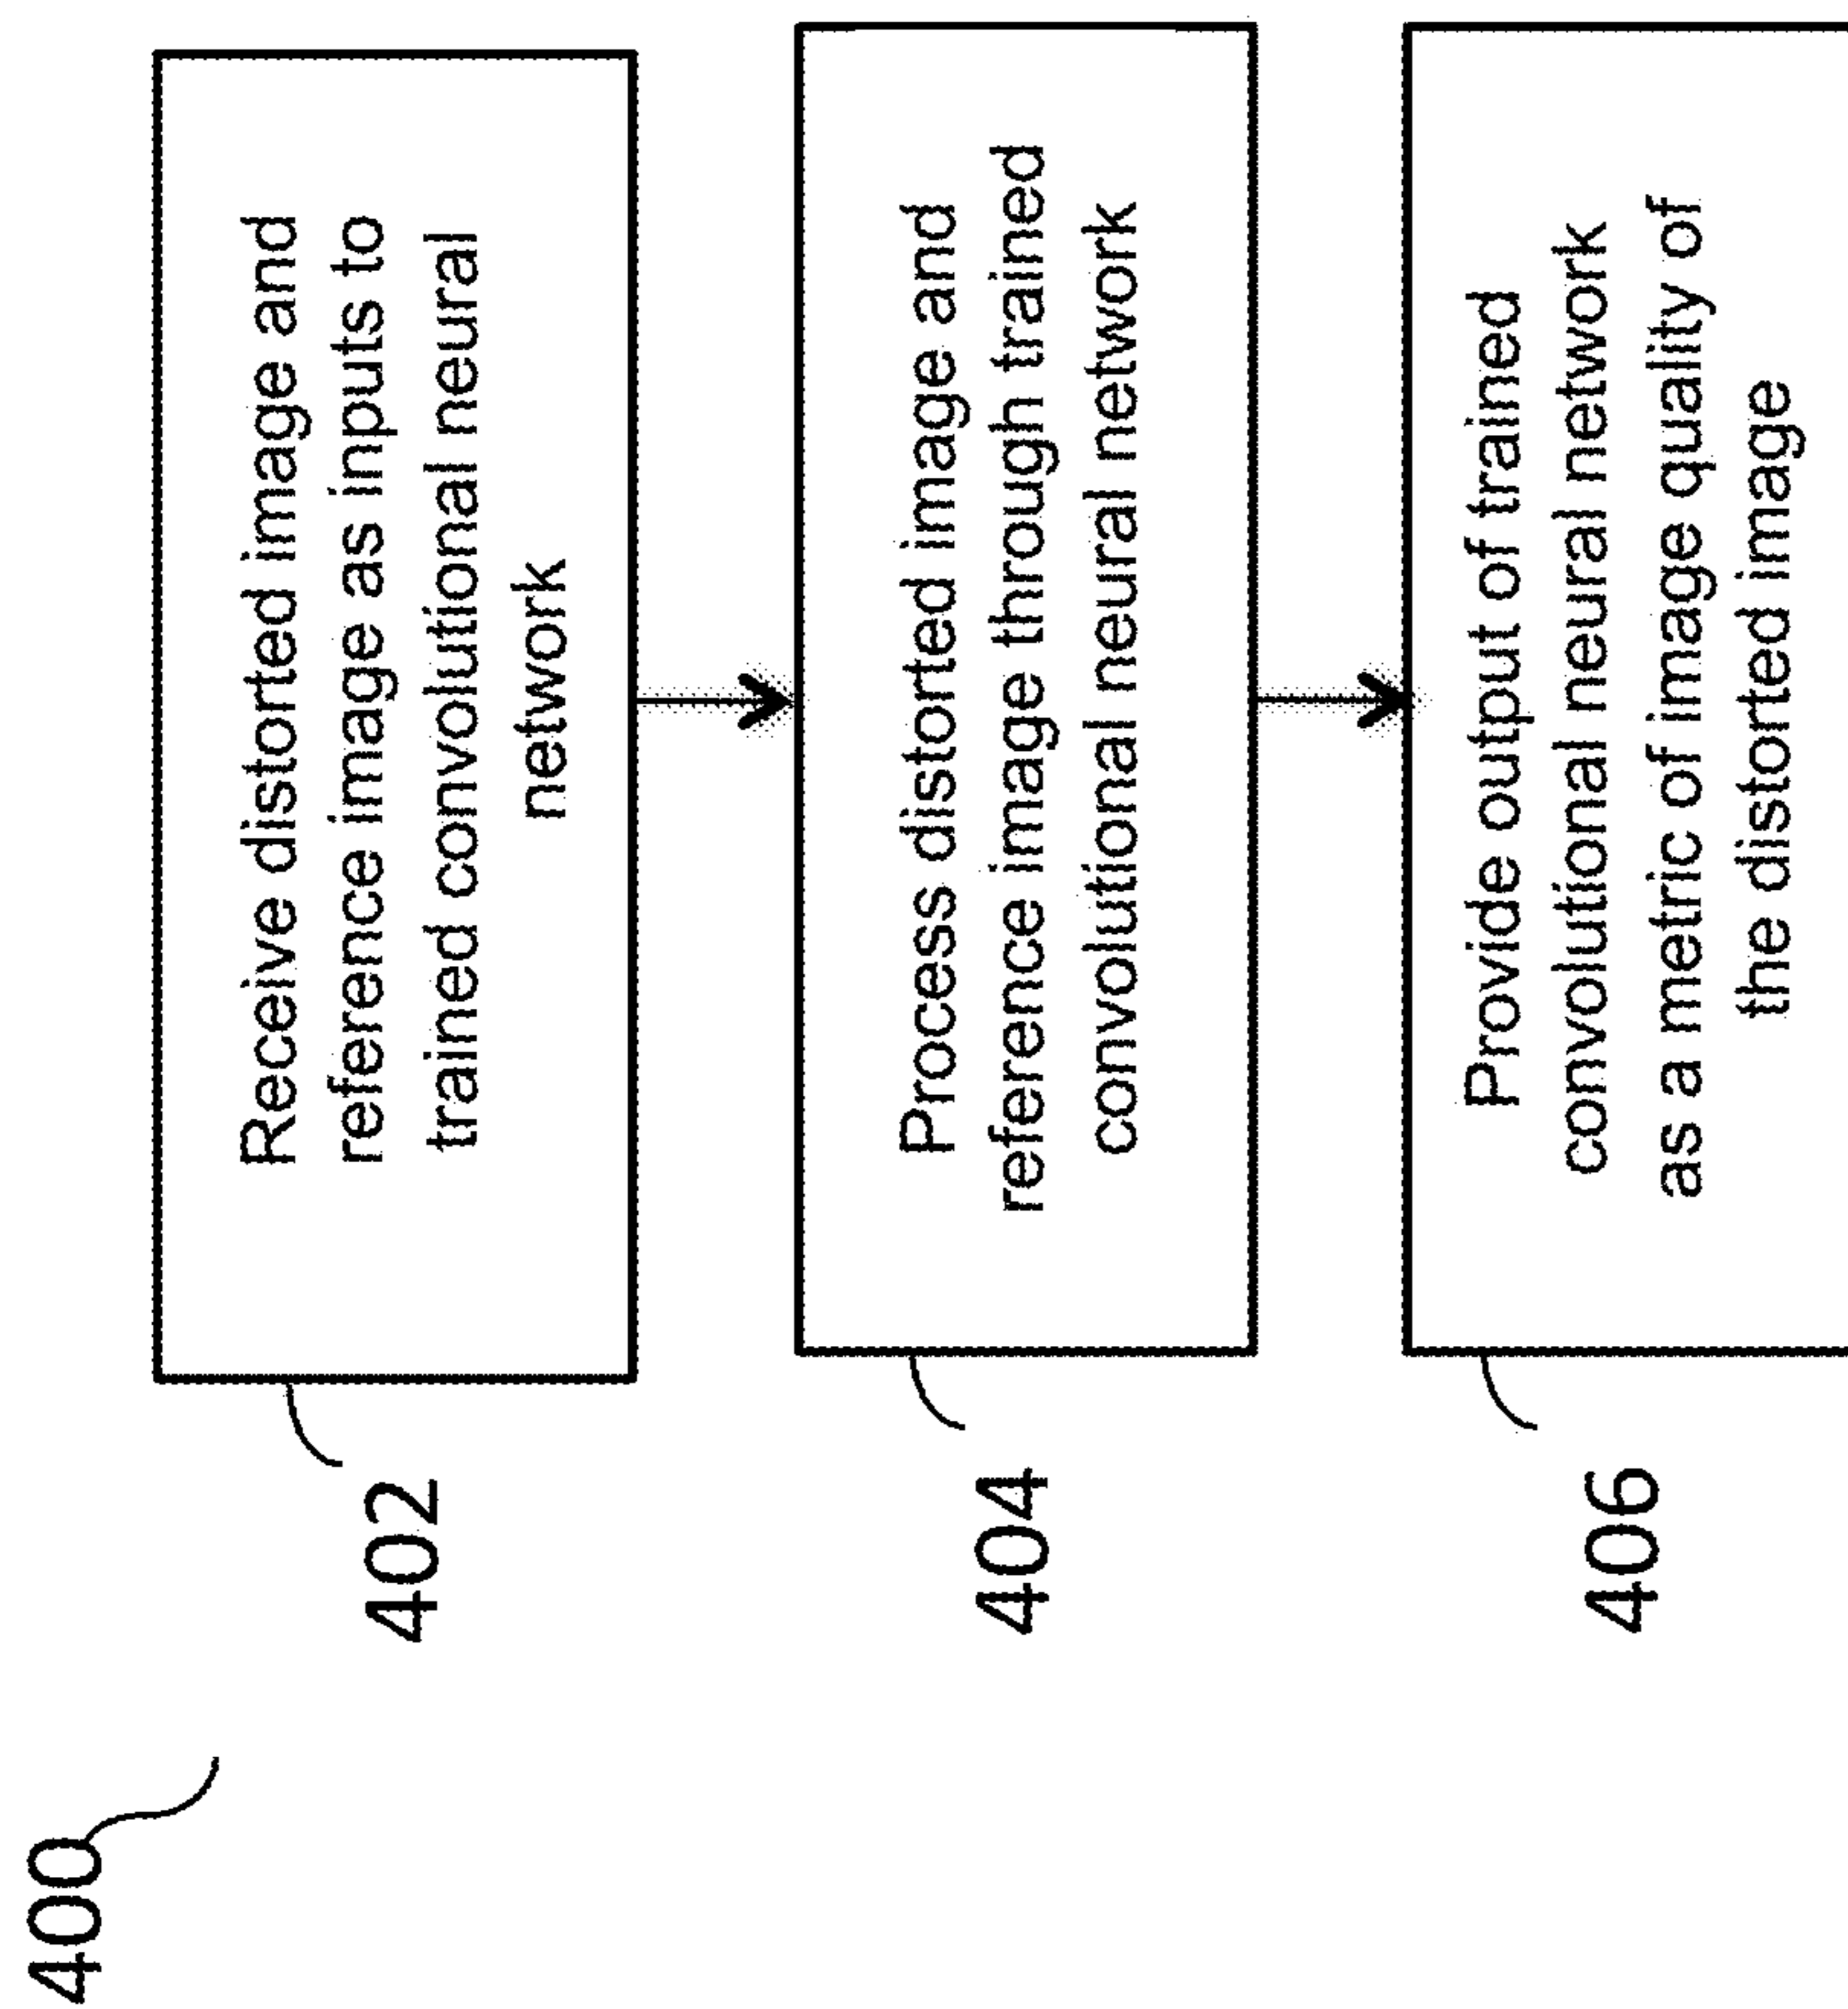 400
402
Receive distorted image and
reference image as inputs to
trained convolutional neural
network
404
Process distorted image and
reference image through trained
convolutional neural network
406
Provide output of trained
convolutional neural network
as a metric of image quality of
the distorted image